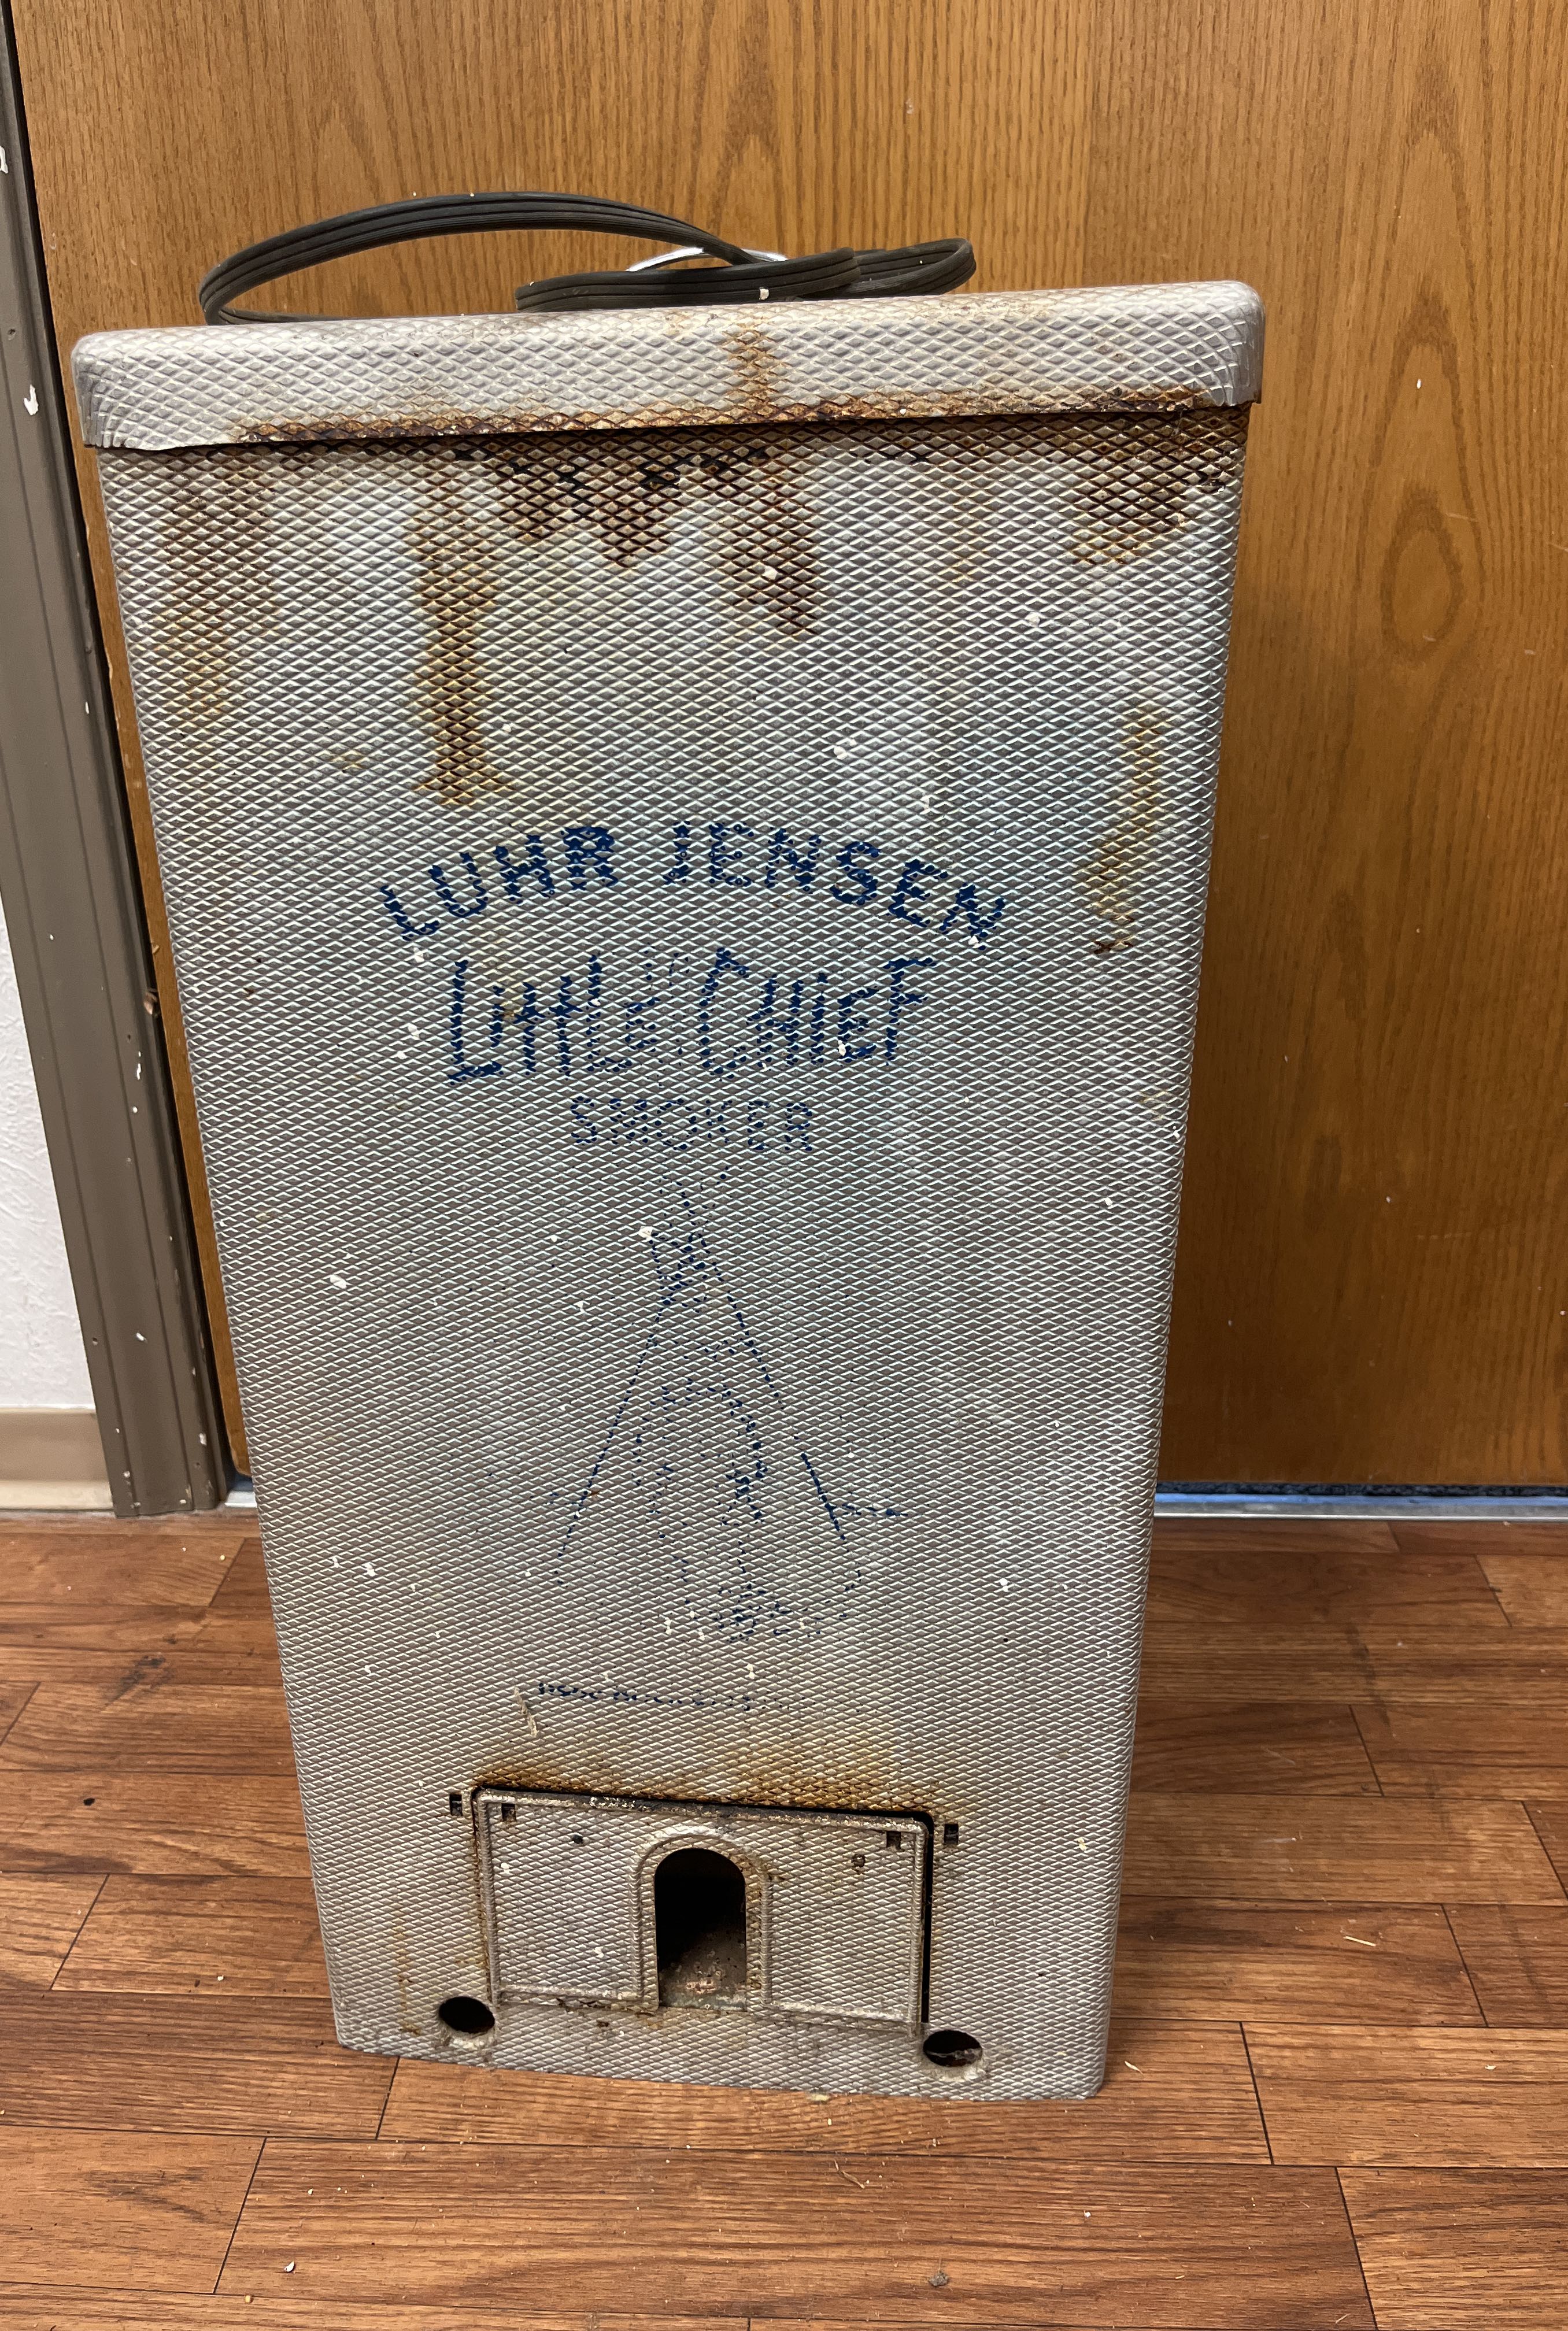 LUHR JENSEN
LittLE CHiEF
SMOKER